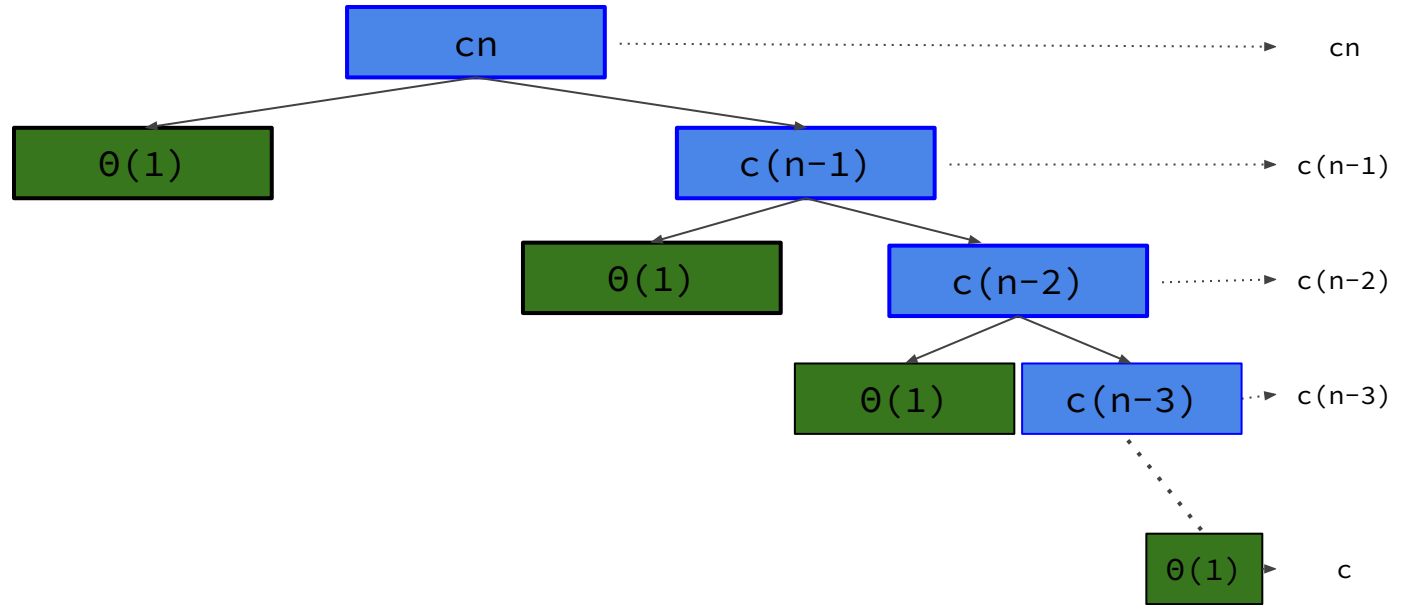 cn
cn
Θ(1)
c(n-1)
c(n-1)
Θ(1)
c(n-2)
c(n-2)
Θ(1)
c(n-3)
c(n-3)
Θ(1)
c